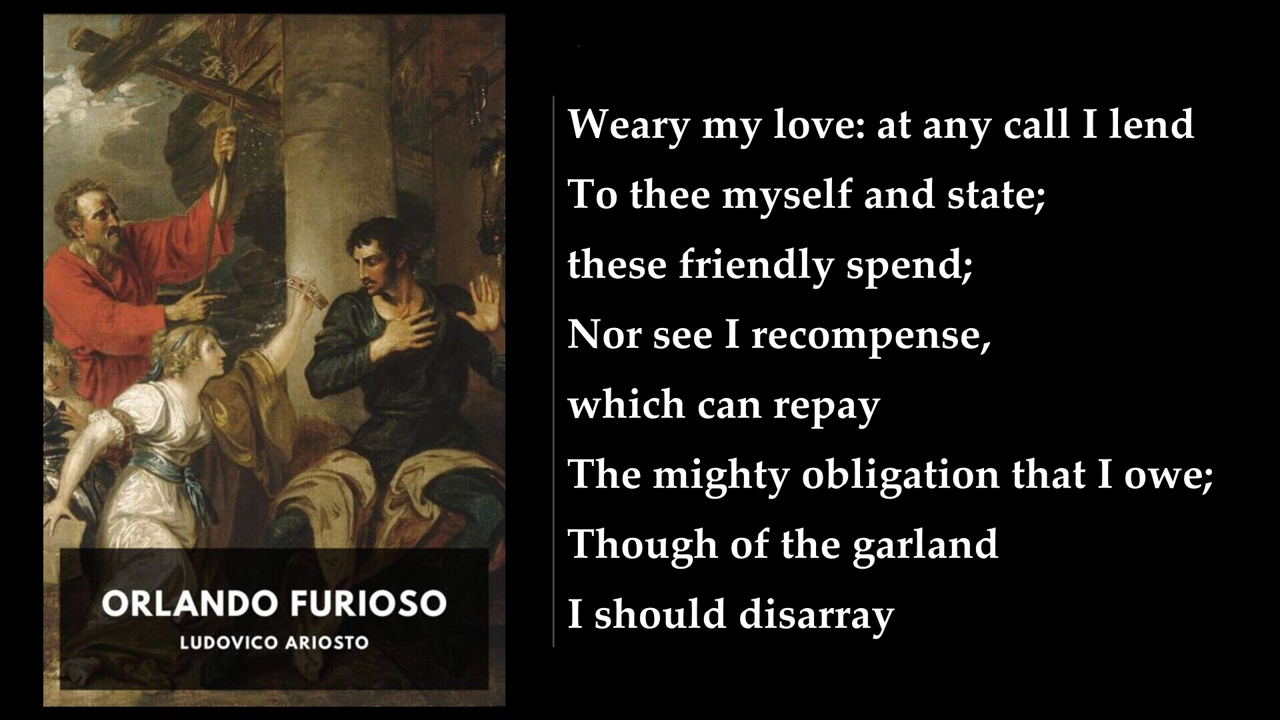 ORLANDO FURIOSO
LUDOVICO ARIOSTO
Weary my love: at any call I lend
To thee myself and state;
these friendly spend;
Nor see I recompense,
which can repay
The mighty obligation that I owe;
Though of the garland
I should disarray